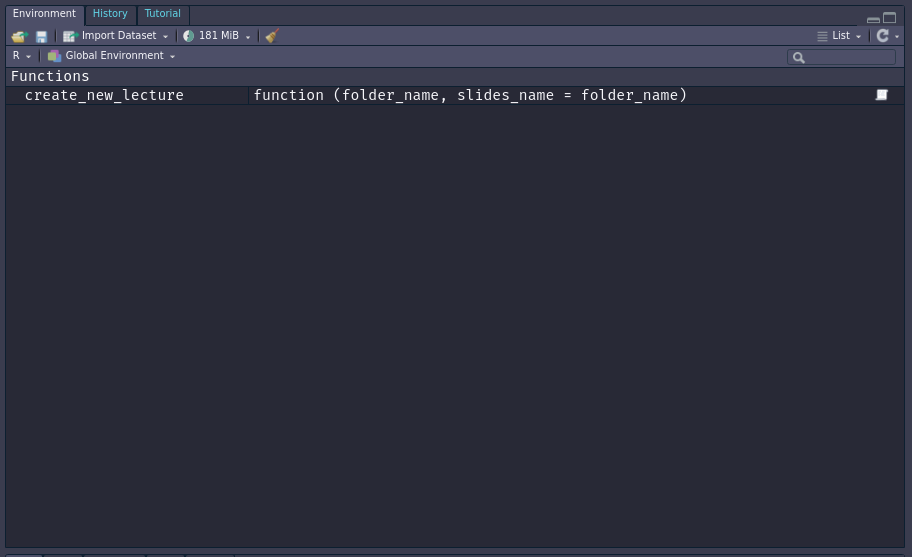 Environment History Tutorial
Import Dataset 181 MiB List
R Global Environment
Functions
create_new_lecture function (folder_name, slides_name = folder_name)